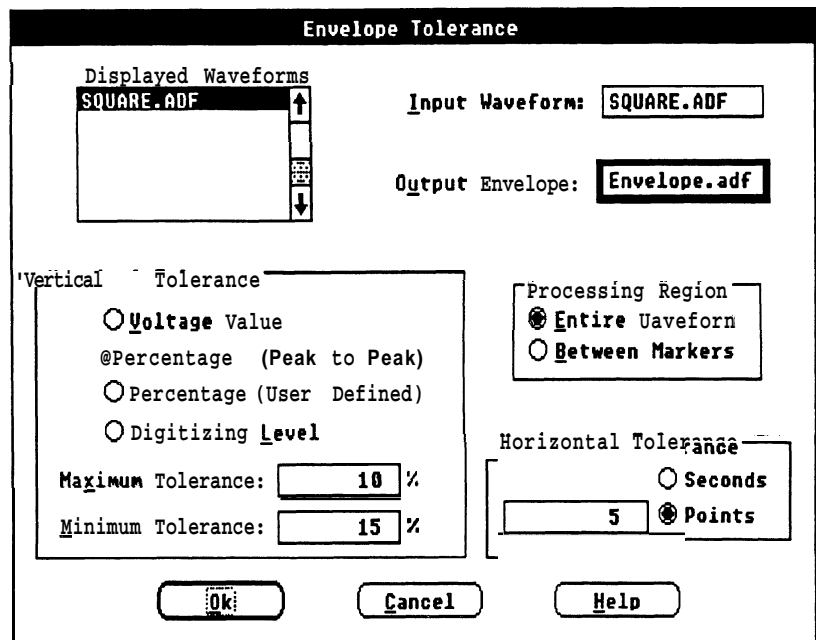 Envelope Tolerance
Displayed Waveforms
SQUARE.ADF
Input Waveform: SQUARE.ADF
Output Envelope: Envelope.adf
Vertical Tolerance
Voltage Value
@Percentage (Peak to Peak)
Percentage (User Defined)
Digitizing Level
Maximum Tolerance: 10 %
Minimum Tolerance: 15 %
Processing Region
Entire Uaveforn
Between Markers
Horizontal Tolerance
Seconds
5 Points
Ok Cancel Help